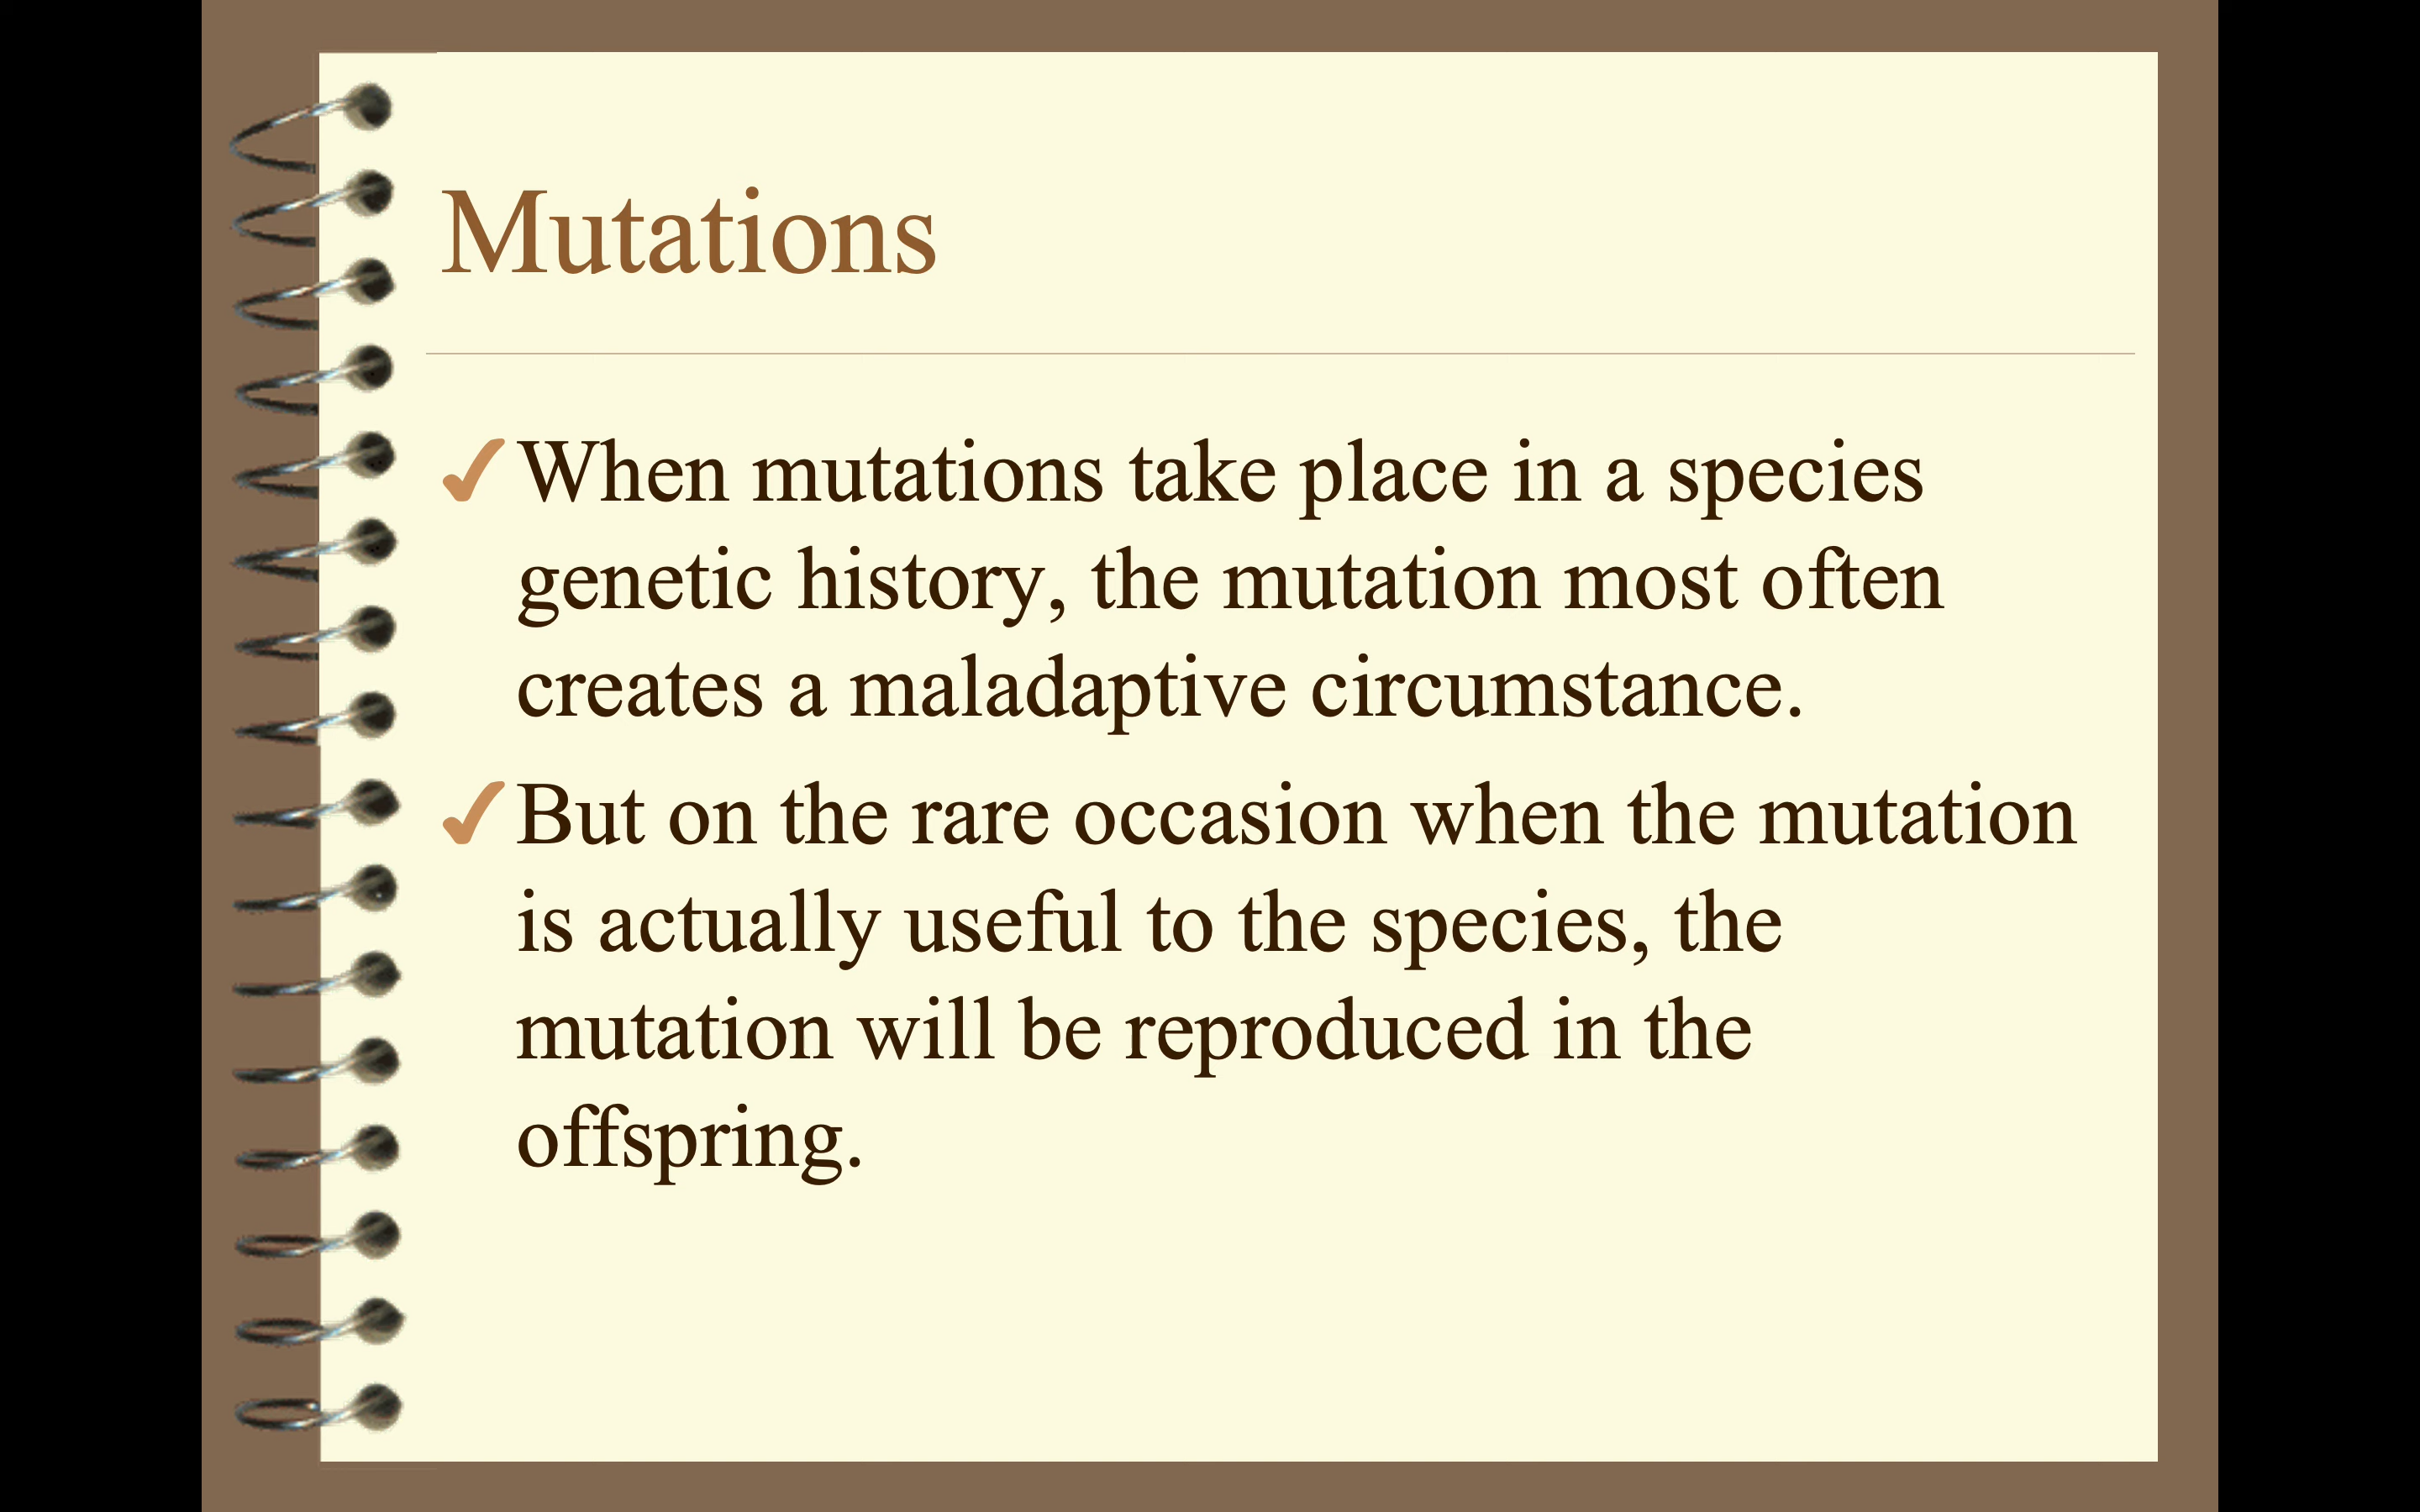 Mutations
When mutations take place in a species
genetic history, the mutation most often
creates a maladaptive circumstance.
But on the rare occasion when the mutation
is actually useful to the species, the
mutation will be reproduced in the
offspring.